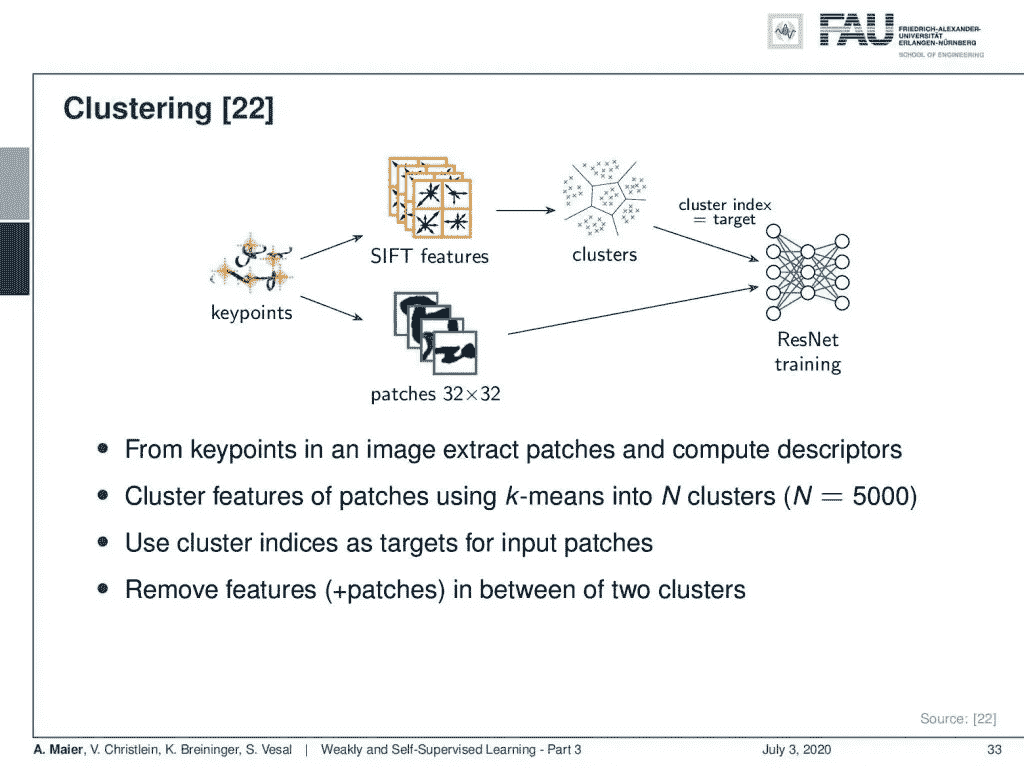 FAU
FRIEDRICH-ALEXANDER-
UNIVERSITÄT
ERLANGEN-NÜRNBERG
SCHOOL OF ENGINEERING
Clustering [22]
keypoints
SIFT features
clusters
cluster index
= target
patches 32×32
ResNet
training
• From keypoints in an image extract patches and compute descriptors
• Cluster features of patches using k-means into N clusters (N = 5000)
• Use cluster indices as targets for input patches
• Remove features (+patches) in between of two clusters
Source: [22]
A. Maier, V. Christlein, K. Breininger, S. Vesal | Weakly and Self-Supervised Learning - Part 3 July 3, 2020 33